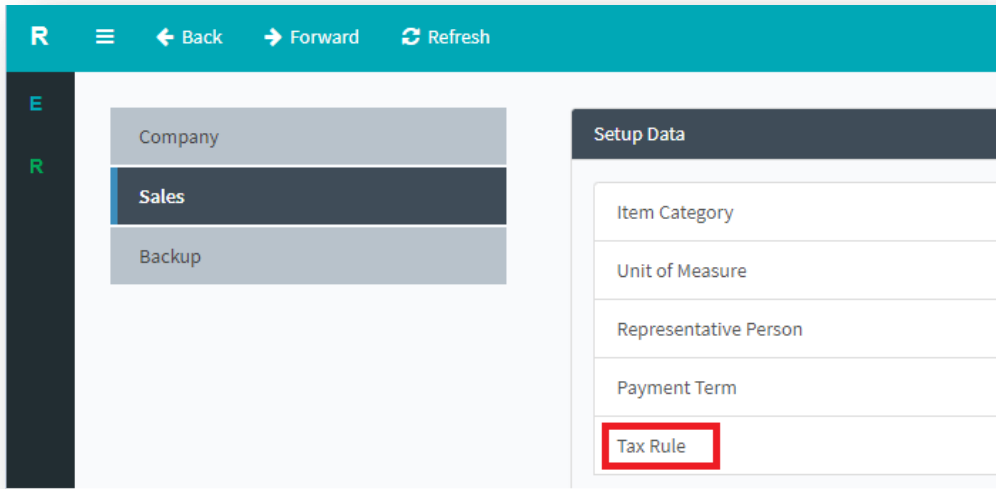 R
Back
Forward
Refresh
E
R
Company
Sales
Backup
Setup Data
Item Category
Unit of Measure
Representative Person
Payment Term
Tax Rule